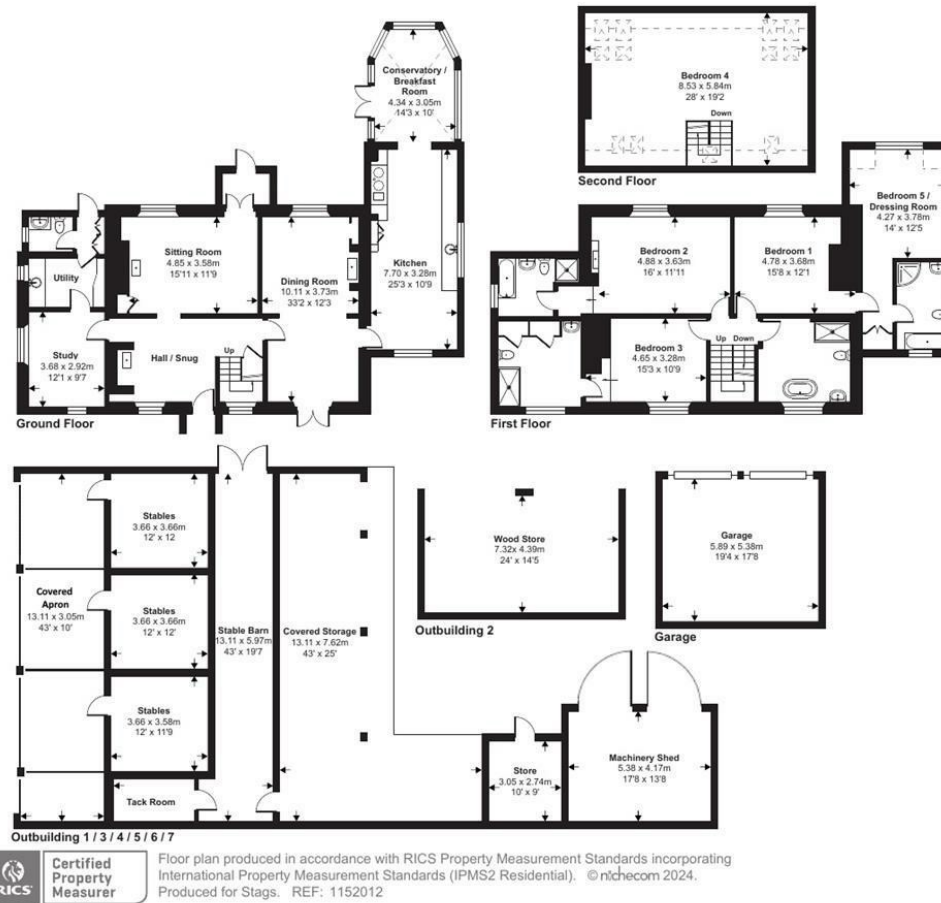 Conservatory /
Breakfast
Room
4.34 x 3.05m
14'3 x 10'
Bedroom 4
8.53 x 5.84m
28' x 19'2
Down
Second Floor
Sitting Room
4.85 x 3.58m
15'11 x 11'9
Utility
Dining Room
10.11 x 3.73m
33'2 x 12'3
Kitchen
7.70 x 3.28m
25'3 x 10'9
Study
3.68 x 2.92m
12'1 x 9'7
Hall / Snug
Up
Ground Floor
Bedroom 5 /
Dressing Room
4.27 x 3.78m
14' x 12'5
Bedroom 2
4.88 x 3.63m
16' x 11'11
Bedroom 1
4.78 x 3.68m
15'8 x 12'1
Bedroom 3
4.65 x 3.28m
15'3 x 10'9
Up Down
First Floor
Stables
3.66 x 3.66m
12' x 12
Covered
Apron
13.11 x 3.05m
43' x 10'
Stables
3.66 x 3.66m
12' x 12'
Stables
3.66 x 3.58m
12' x 11'9
Tack Room
Stable Barn
13.11 x 5.97m
43' x 19'7
Covered Storage
13.11 x 7.62m
43' x 25'
Wood Store
7.32x 4.39m
24' x 14'5
Outbuilding 2
Garage
5.89 x 5.38m
19'4 x 17'8
Garage
Store
3.05 x 2.74m
10' x 9'
Machinery Shed
5.38 x 4.17m
17'8 x 13'8
Outbuilding 1 / 3 / 4 / 5 / 6 / 7
RICS
Certified
Property
Measurer
Floor plan produced in accordance with RICS Property Measurement Standards incorporating
International Property Measurement Standards (IPMS2 Residential). © nichecom 2024.
Produced for Stags. REF: 1152012